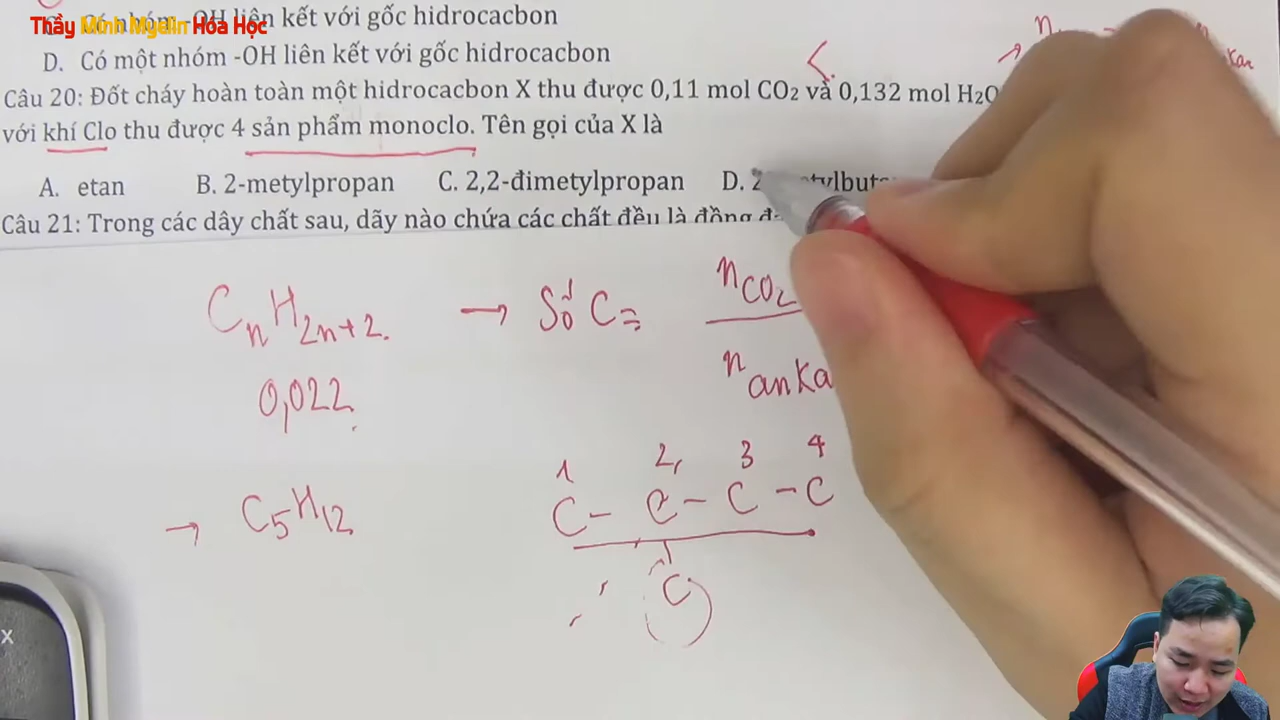 Thầy Minh Myelin Hóa Học
nhóm -OH liên kết với gốc hidrocacbon
D. Có một nhóm -OH liên kết với gốc hidrocacbon
Câu 20: Đốt cháy hoàn toàn một hidrocacbon X thu được 0,11 mol CO2 và 0,132 mol H2O
với khí Clo thu được 4 sản phẩm monoclo. Tên gọi của X là
A. etan B. 2-metylpropan C. 2,2-đimetylpropan D.
Câu 21: Trong các dây chất sau, dãy nào chứa các chất đều là đồng
CnH2n+2. → Số C = nCO2
0,022 nanka
1 2, 3 4
C - C - C - C
→ C5H12
C
x